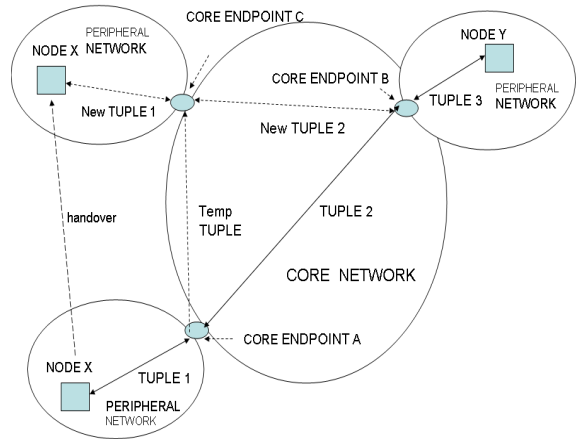 CORE ENDPOINT C
PERIPHERAL
NETWORK
NODE X
NODE Y
CORE ENDPOINT B
TUPLE 3
PERIPHERAL
NETWORK
New TUPLE 1
New TUPLE 2
handover
Temp
TUPLE
TUPLE 2
CORE NETWORK
CORE ENDPOINT A
NODE X
TUPLE 1
PERIPHERAL
NETWORK